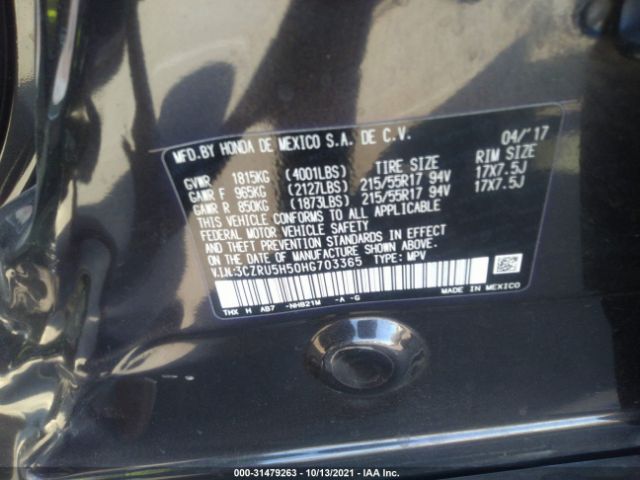 MFD.BY HONDA DE MEXICO S.A. DE C.V. 04/'17
GVWR 1815KG (4001LBS) TIRE SIZE RIM SIZE
GAWR F 965KG (2127LBS) 215/55R17 94V 17X7.5J
GAWR R 850KG (1873LBS) 215/55R17 94V 17X7.5J
THIS VEHICLE CONFORMS TO ALL APPLICABLE
FEDERAL MOTOR VEHICLE SAFETY
AND THEFT PREVENTION STANDARDS IN EFFECT
ON THE DATE OF MANUFACTURE SHOWN ABOVE.
V.I.N:3CZRU5H50HG703365 TYPE: MPV
THX H AB7 -NH821M -A -G MADE IN MEXICO
000-31479263 - 10/13/2021 - IAA Inc.